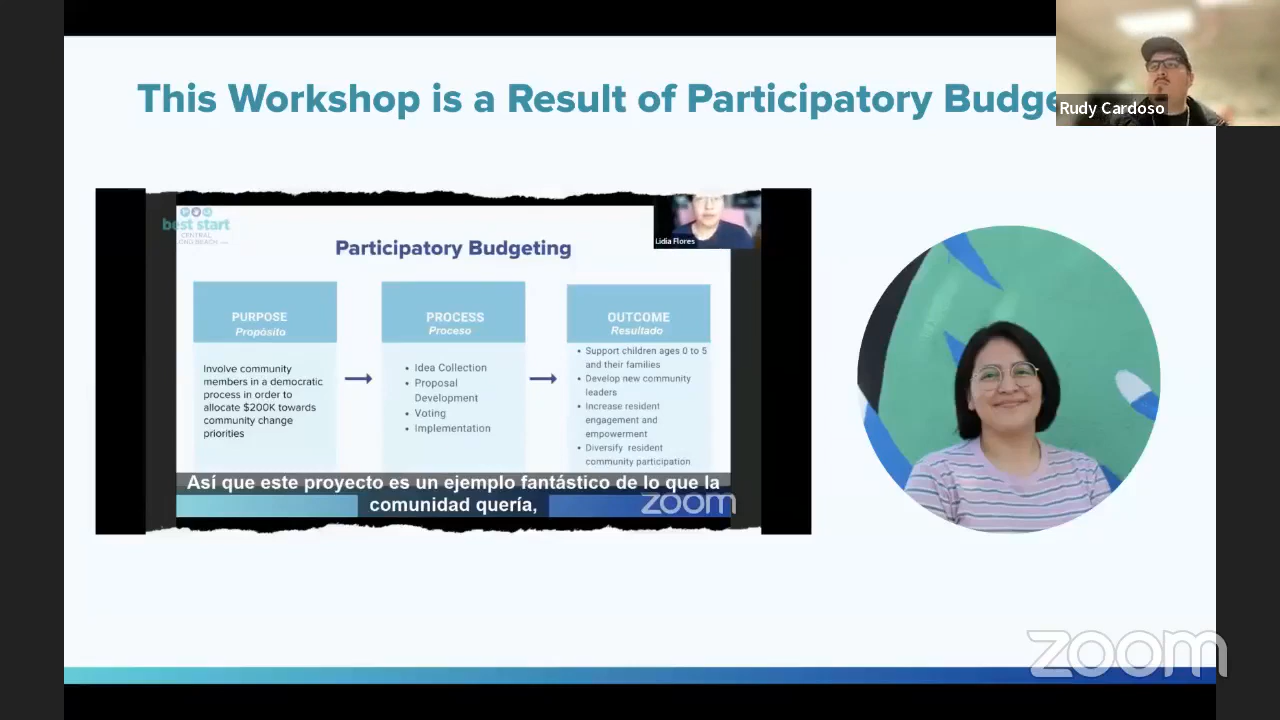 This Workshop is a Result of Participatory Budge
Rudy Cardoso
best start
CENTRAL
LONG BEACH
Lidia Flores
Participatory Budgeting
PURPOSE
Propósito
Involve community
members in a democratic
process in order to
allocate $200K towards
community change
priorities
PROCESS
Proceso
• Idea Collection
• Proposal
Development
• Voting
• Implementation
OUTCOME
Resultado
• Support children ages 0 to 5
and their families
• Develop new community
leaders
• Increase resident
engagement and
empowerment
• Diversify resident
community participation
Así que este proyecto es un ejemplo fantástico de lo que la
comunidad quería,
zoom
zoom